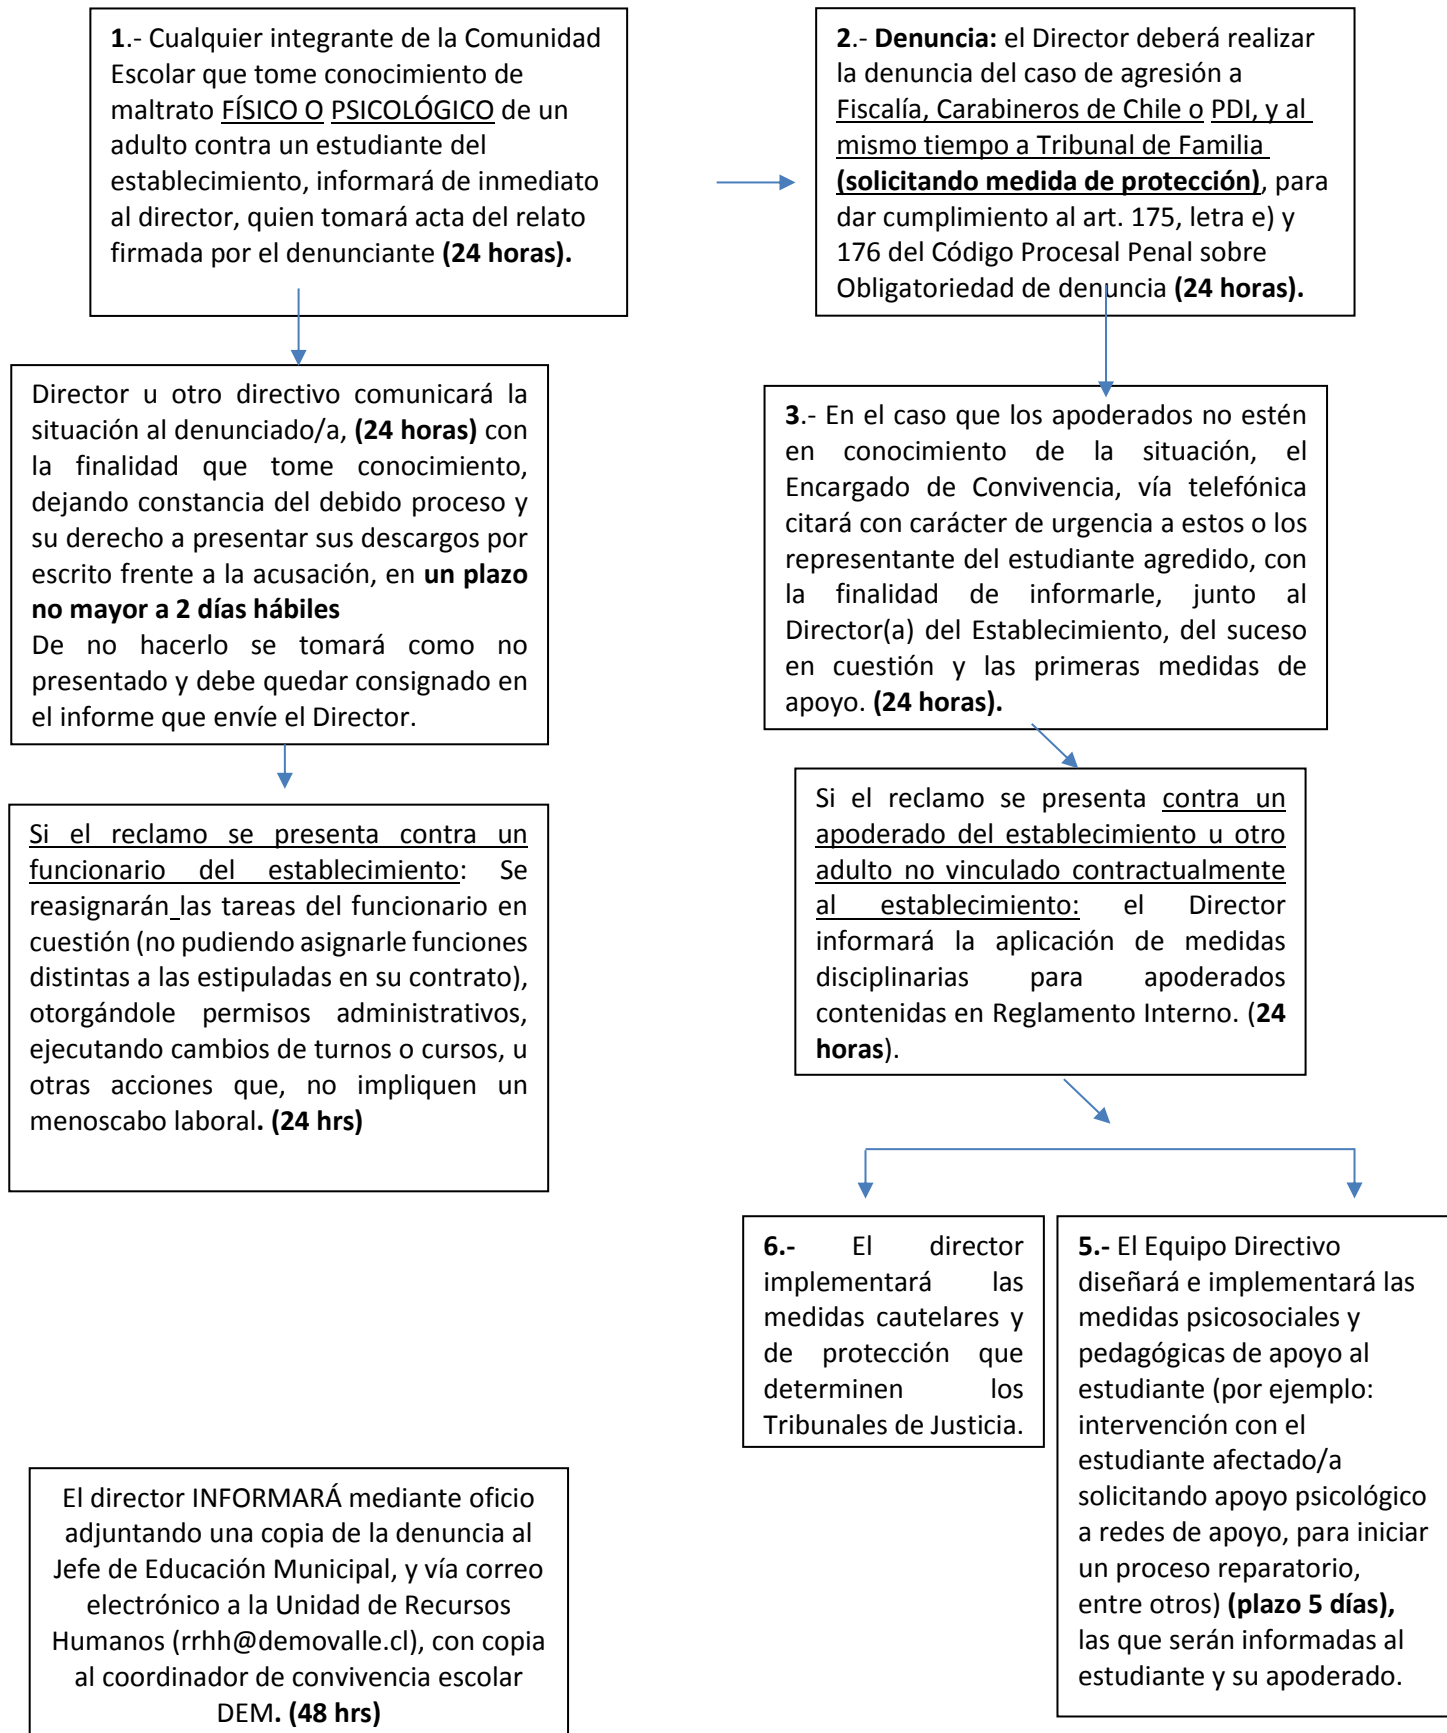 1.- Cualquier integrante de la Comunidad
Escolar que tome conocimiento de
maltrato FÍSICO O PSICOLÓGICO de un
adulto contra un estudiante del
establecimiento, informará de inmediato
al director, quien tomará acta del relato
firmada por el denunciante (24 horas).
2.- Denuncia: el Director deberá realizar
la denuncia del caso de agresión a
Fiscalía, Carabineros de Chile o PDI, y al
mismo tiempo a Tribunal de Familia
(solicitando medida de protección), para
dar cumplimiento al art. 175, letra e) y
176 del Código Procesal Penal sobre
Obligatoriedad de denuncia (24 horas).
Director u otro directivo comunicará la
situación al denunciado/a, (24 horas) con
la finalidad que tome conocimiento,
dejando constancia del debido proceso y
su derecho a presentar sus descargos por
escrito frente a la acusación, en un plazo
no mayor a 2 días hábiles
De no hacerlo se tomará como no
presentado y debe quedar consignado en
el informe que envíe el Director.
3.- En el caso que los apoderados no estén
en conocimiento de la situación, el
Encargado de Convivencia, vía telefónica
citará con carácter de urgencia a estos o los
representante del estudiante agredido, con
la finalidad de informarle, junto al
Director(a) del Establecimiento, del suceso
en cuestión y las primeras medidas de
apoyo. (24 horas).
Si el reclamo se presenta contra un
funcionario del establecimiento: Se
reasignarán las tareas del funcionario en
cuestión (no pudiendo asignarle funciones
distintas a las estipuladas en su contrato),
otorgándole permisos administrativos,
ejecutando cambios de turnos o cursos, u
otras acciones que, no impliquen un
menoscabo laboral. (24 hrs)
Si el reclamo se presenta contra un
apoderado del establecimiento u otro
adulto no vinculado contractualmente
al establecimiento: el Director
informará la aplicación de medidas
disciplinarias para apoderados
contenidas en Reglamento Interno. (24
horas).
6.- El director
implementará las
medidas cautelares y
de protección que
determinen los
Tribunales de Justicia.
5.- El Equipo Directivo
diseñará e implementará las
medidas psicosociales y
pedagógicas de apoyo al
estudiante (por ejemplo:
intervención con el
estudiante afectado/a
solicitando apoyo psicológico
a redes de apoyo, para iniciar
un proceso reparatorio,
entre otros) (plazo 5 días),
las que serán informadas al
estudiante y su apoderado.
El director INFORMARÁ mediante oficio
adjuntando una copia de la denuncia al
Jefe de Educación Municipal, y vía correo
electrónico a la Unidad de Recursos
Humanos (rrhh@demovalle.cl), con copia
al coordinador de convivencia escolar
DEM. (48 hrs)